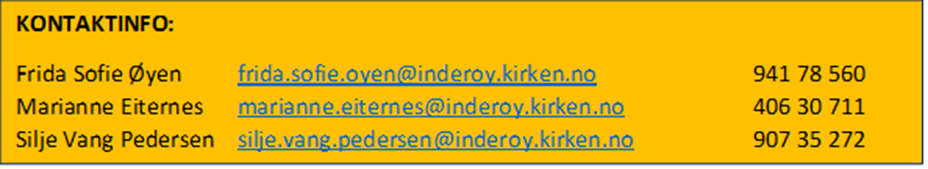 KONTAKTINFO:
Frida Sofie Øyen frida.sofie.oyen@inderoy.kirken.no 941 78 560
Marianne Eiternes marianne.eiternes@inderoy.kirken.no 406 30 711
Silje Vang Pedersen silje.vang.pedersen@inderoy.kirken.no 907 35 272